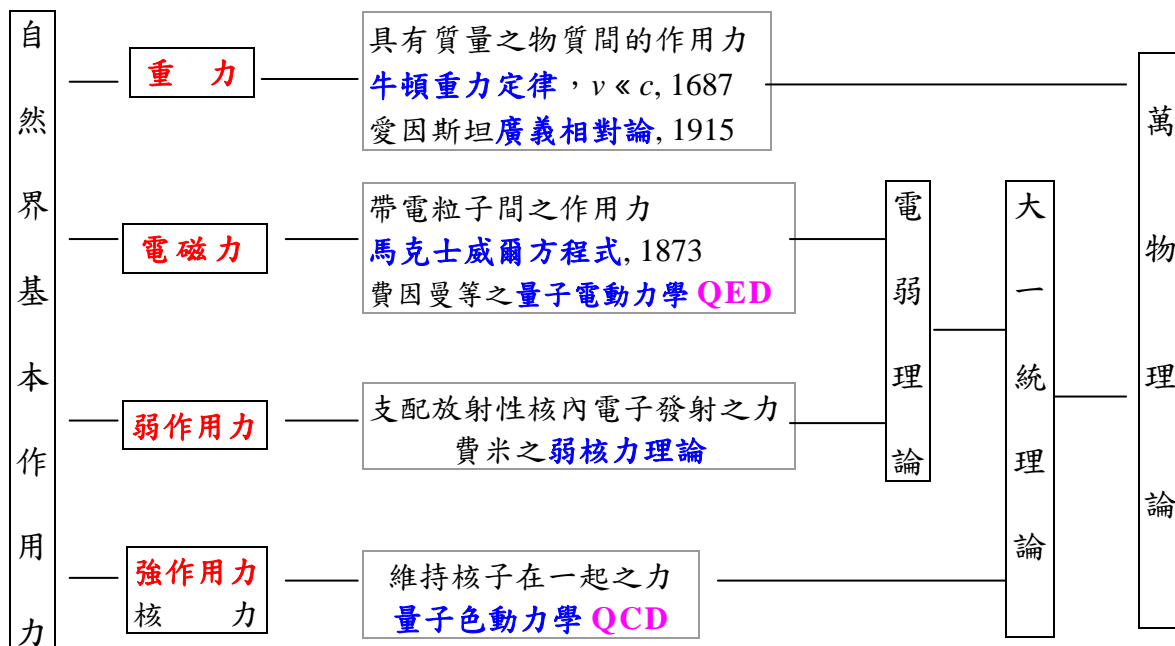 自然界基本作用力
重 力
具有質量之物質間的作用力
牛頓重力定律，v « c, 1687
愛因斯坦廣義相對論, 1915
電磁力
帶電粒子間之作用力
馬克士威爾方程式, 1873
費因曼等之量子電動力學 QED
弱作用力
支配放射性核內電子發射之力
費米之弱核力理論
強作用力
核 力
維持核子在一起之力
量子色動力學 QCD
電弱理論
大一統理論
萬物理論